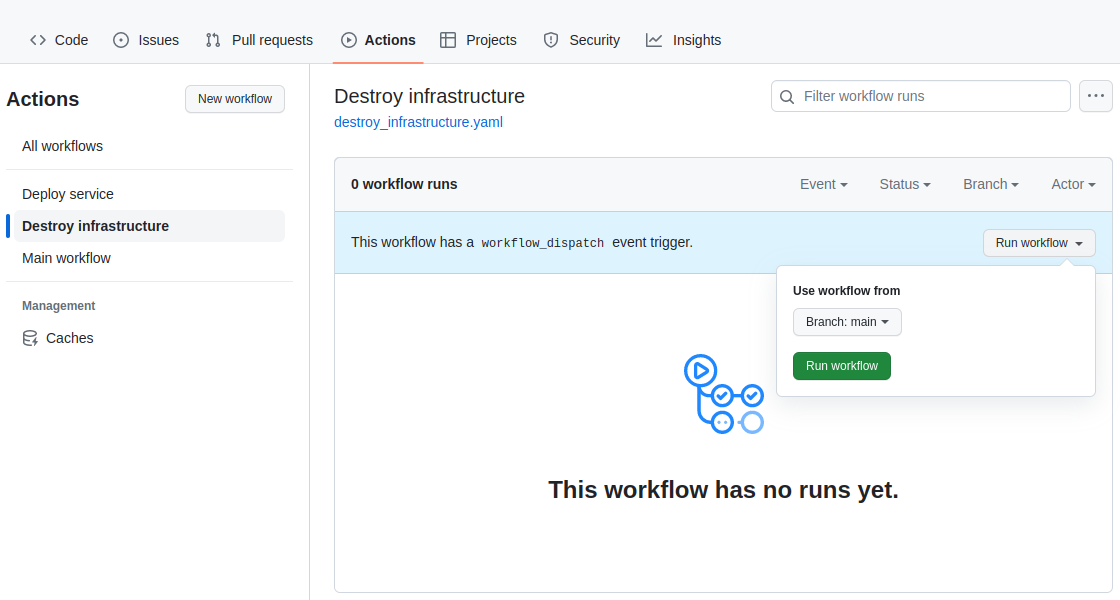 Code Issues Pull requests Actions Projects Security Insights
Actions
New workflow
All workflows
Deploy service
Destroy infrastructure
Main workflow
Management
Caches
Destroy infrastructure
destroy_infrastructure.yaml
Filter workflow runs
0 workflow runs
Event Status Branch Actor
This workflow has a workflow_dispatch event trigger.
Run workflow
Use workflow from
Branch: main
Run workflow
This workflow has no runs yet.